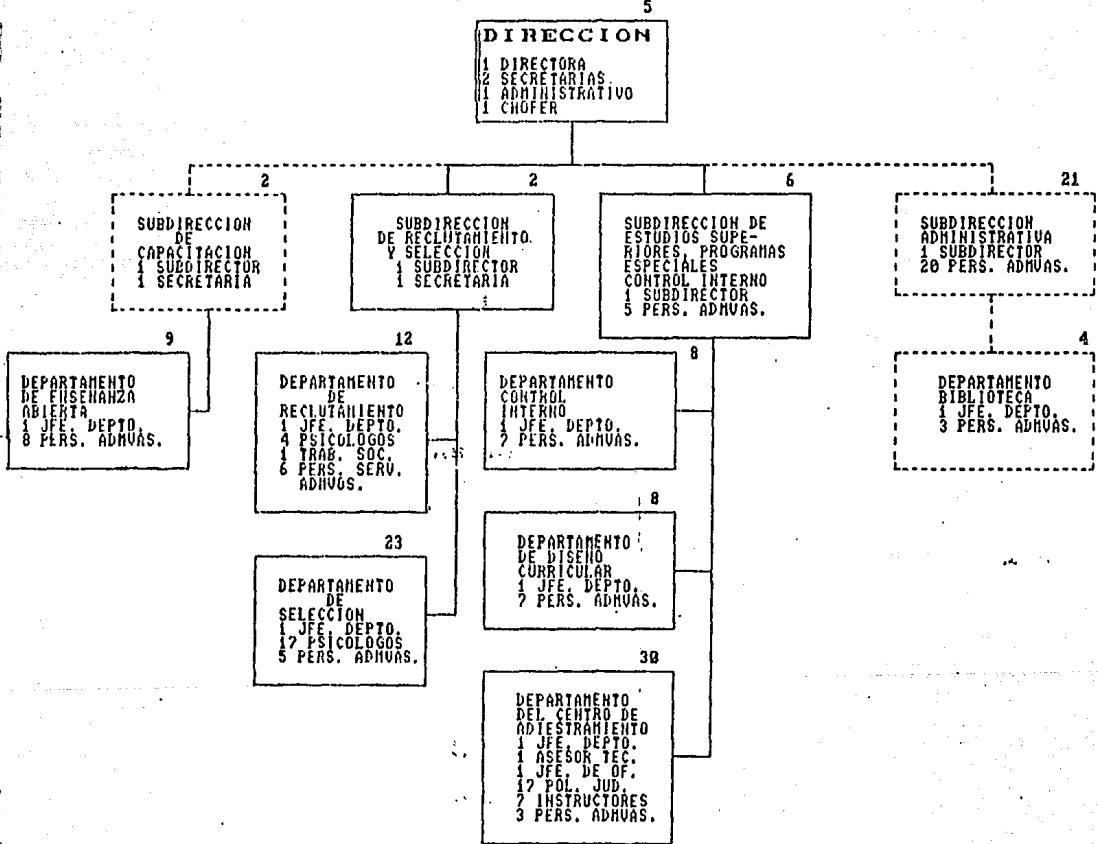 5
DIRECCION
1 DIRECTORA
2 SECRETARIAS
1 ADMINISTRATIVO
1 CHOFER
2
SUBDIRECCION
DE
CAPACITACION
1 SUBDIRECTOR
1 SECRETARIA
2
SUBDIRECCION
DE RECLUTAMIENTO
Y SELECCION
1 SUBDIRECTOR
1 SECRETARIA
6
SUBDIRECCION DE
ESTUDIOS SUPE-
RIORES, PROGRAMAS
ESPECIALES
CONTROL INTERNO
1 SUBDIRECTOR
5 PERS. ADMVAS.
21
SUBDIRECCION
ADMINISTRATIVA
1 SUBDIRECTOR
20 PERS. ADMVAS.
9
DEPARTAMENTO
DE ENSENANZA
ABIERTA
1 JFE. DEPTO.
8 PERS. ADMVAS.
12
DEPARTAMENTO
DE
RECLUTAMIENTO
1 JFE. DEPTO.
4 PSICOLOGOS
1 TRAB. SOC.
6 PERS. SERV.
ADMVOS.
8
DEPARTAMENTO
CONTROL
INTERNO
1 JFE. DEPTO.
7 PERS. ADMVAS.
4
DEPARTAMENTO
BIBLIOTECA
1 JFE. DEPTO.
3 PERS. ADMVAS.
23
DEPARTAMENTO
DE
SELECCION
1 JFE. DEPTO.
17 PSICOLOGOS
5 PERS. ADMVAS.
8
DEPARTAMENTO
DE DISENO
CURRICULAR
1 JFE. DEPTO.
7 PERS. ADMVAS.
30
DEPARTAMENTO
DEL CENTRO DE
ADIESTRAMIENTO
1 JFE. DEPTO.
1 ASESOR TEC.
1 JFE. DE OF.
17 POL. JUD.
7 INSTRUCTORES
3 PERS. ADMVAS.